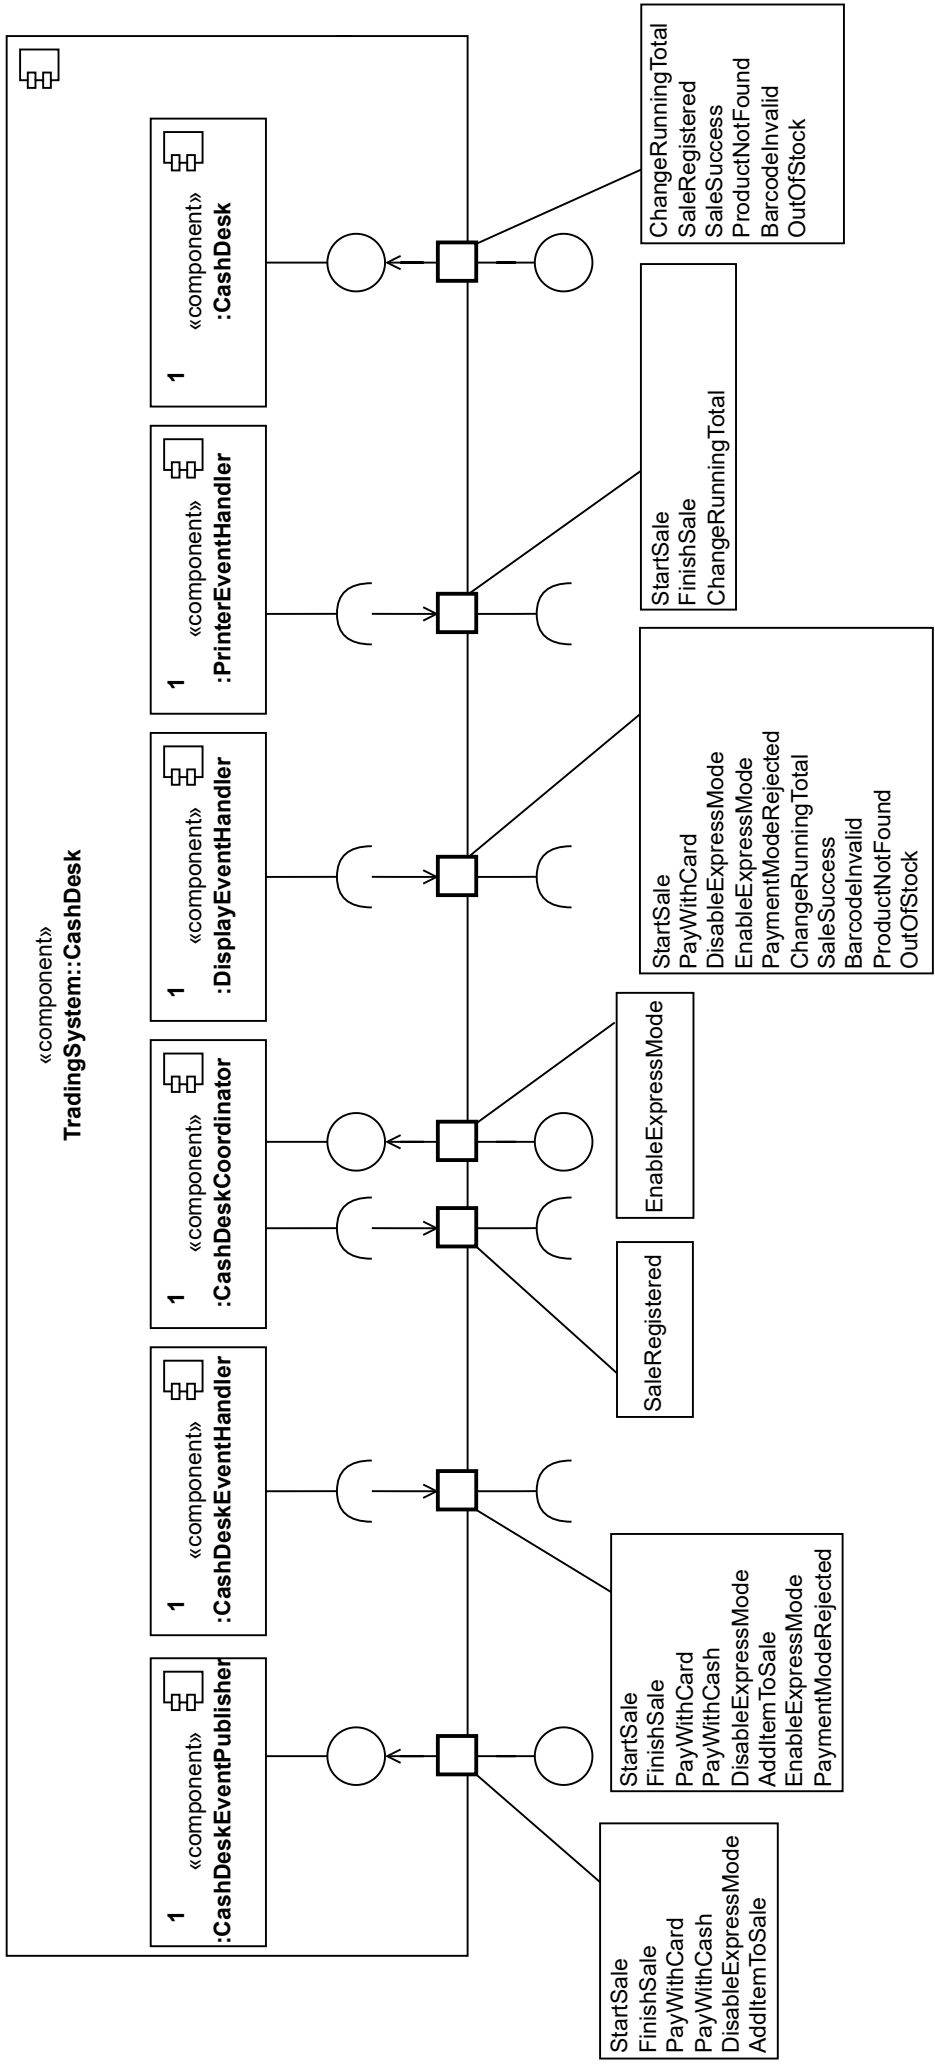 «component»
TradingSystem::CashDesk
1
«component»
:CashDeskEventPublisher
1
«component»
:CashDeskEventHandler
1
«component»
:CashDeskCoordinator
1
«component»
:DisplayEventHandler
1
«component»
:PrinterEventHandler
1
«component»
:CashDesk
StartSale
FinishSale
PayWithCard
PayWithCash
DisableExpressMode
AddItemToSale
StartSale
FinishSale
PayWithCard
PayWithCash
DisableExpressMode
AddItemToSale
EnableExpressMode
PaymentModeRejected
SaleRegistered
EnableExpressMode
StartSale
PayWithCard
DisableExpressMode
EnableExpressMode
PaymentModeRejected
ChangeRunningTotal
SaleSuccess
BarcodeInvalid
ProductNotFound
OutOfStock
StartSale
FinishSale
ChangeRunningTotal
ChangeRunningTotal
SaleRegistered
SaleSuccess
ProductNotFound
BarcodeInvalid
OutOfStock